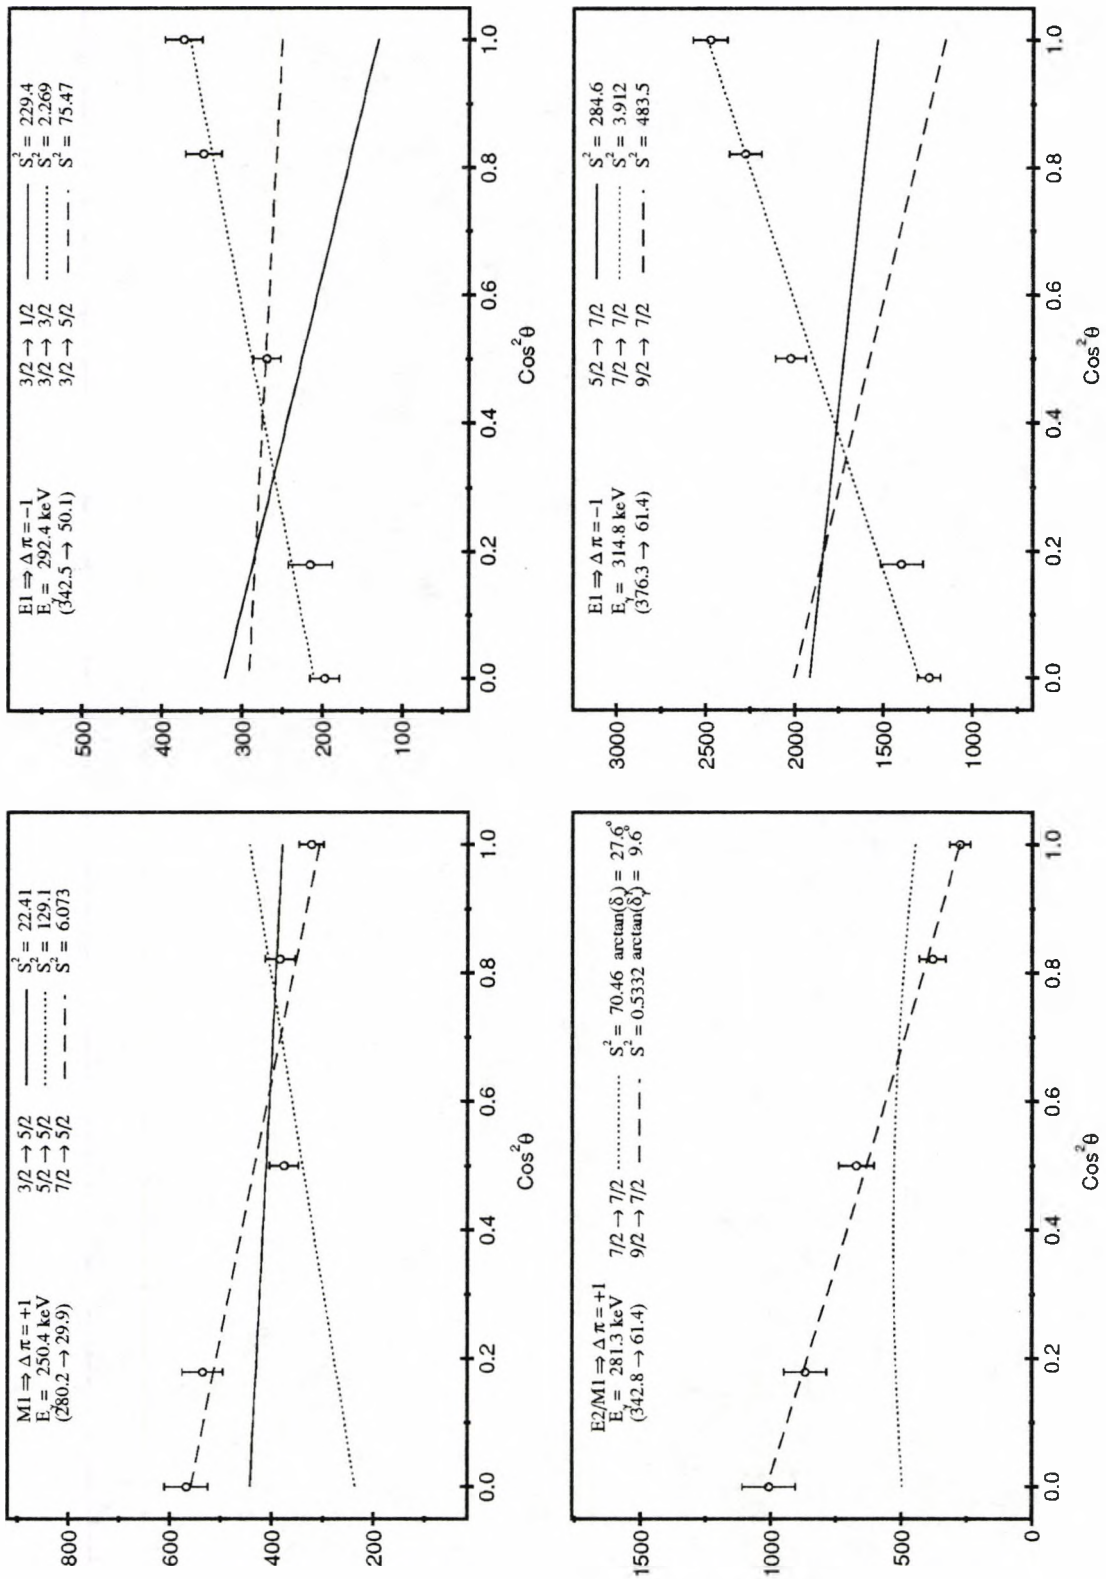 M1 ⇒ Δπ = +1
E_γ = 250.4 keV
(280.2 → 29.9)
3/2 → 5/2 S² = 22.41
5/2 → 5/2 S² = 129.1
7/2 → 5/2 S² = 6.073
800
600
400
200
0.0 0.2 0.4 0.6 0.8 1.0
Cos²θ
E1 ⇒ Δπ = −1
E_γ = 292.4 keV
(342.5 → 50.1)
3/2 → 1/2 S² = 229.4
3/2 → 3/2 S² = 2.269
3/2 → 5/2 S² = 75.47
500
400
300
200
100
0.0 0.2 0.4 0.6 0.8 1.0
Cos²θ
E2/M1 ⇒ Δπ = +1
E_γ = 281.3 keV
(342.8 → 61.4)
7/2 → 7/2 S² = 70.46 arctan(δ_γ) = 27.6°
9/2 → 7/2 S² = 0.5332 arctan(δ_γ) = 9.6°
1500
1000
500
0
0.0 0.2 0.4 0.6 0.8 1.0
Cos²θ
E1 ⇒ Δπ = −1
E_γ = 314.8 keV
(376.3 → 61.4)
5/2 → 7/2 S² = 284.6
7/2 → 7/2 S² = 3.912
9/2 → 7/2 S² = 483.5
3000
2500
2000
1500
1000
0.0 0.2 0.4 0.6 0.8 1.0
Cos²θ